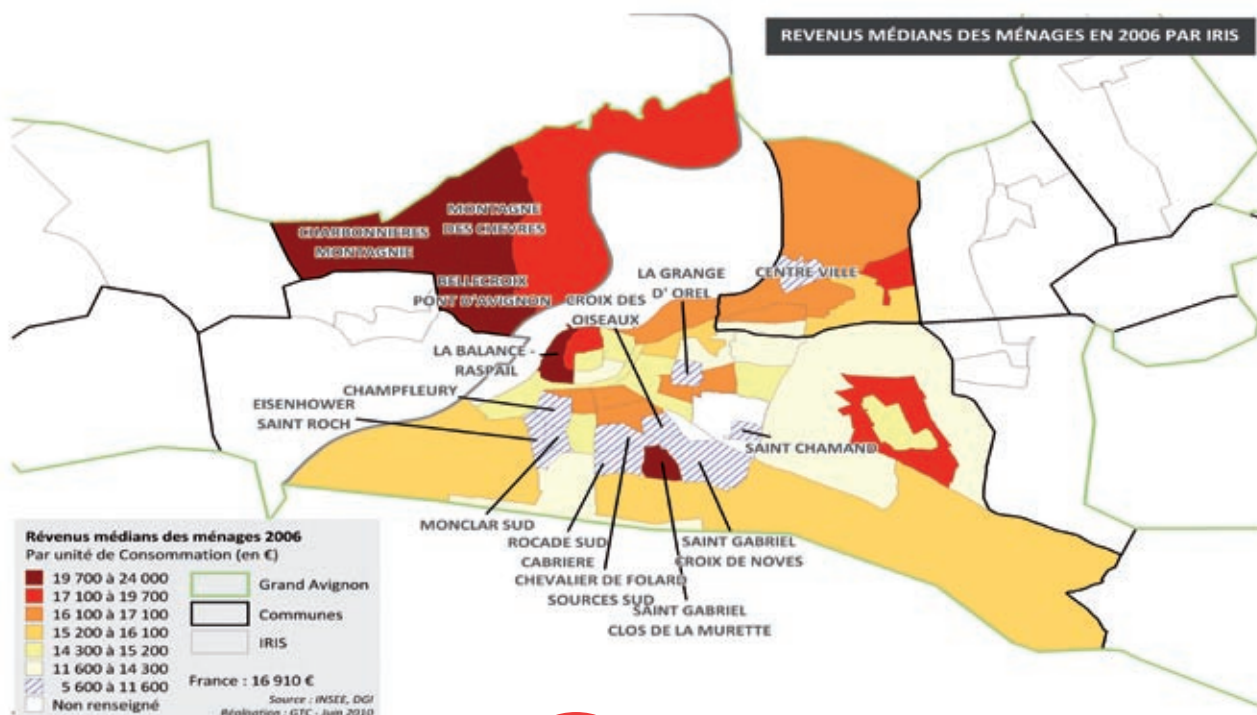 REVENUS MÉDIANS DES MÉNAGES EN 2006 PAR IRIS
MONTAGNE
DES CHEVRES
CHARBONNIERES
MONTAGNIE
BELLECROIX
PONT D'AVIGNON
LA GRANGE
D' OREL
CENTRE VILLE
CROIX DES
OISEAUX
LA BALANCE -
RASPAIL
CHAMPFLEURY
EISENHOWER
SAINT ROCH
SAINT CHAMAND
MONCLAR SUD
ROCADE SUD
CABRIERE
CHEVALIER DE FOLARD
SOURCES SUD
SAINT GABRIEL
CROIX DE NOVES
SAINT GABRIEL
CLOS DE LA MURETTE
Révenus médians des ménages 2006
Par unité de Consommation (en €)
19 700 à 24 000
17 100 à 19 700
16 100 à 17 100
15 200 à 16 100
14 300 à 15 200
11 600 à 14 300
5 600 à 11 600
Non renseigné
Grand Avignon
Communes
IRIS
France : 16 910 €
Source : INSEE, DGI
Réalisation : GTC - Juin 2010